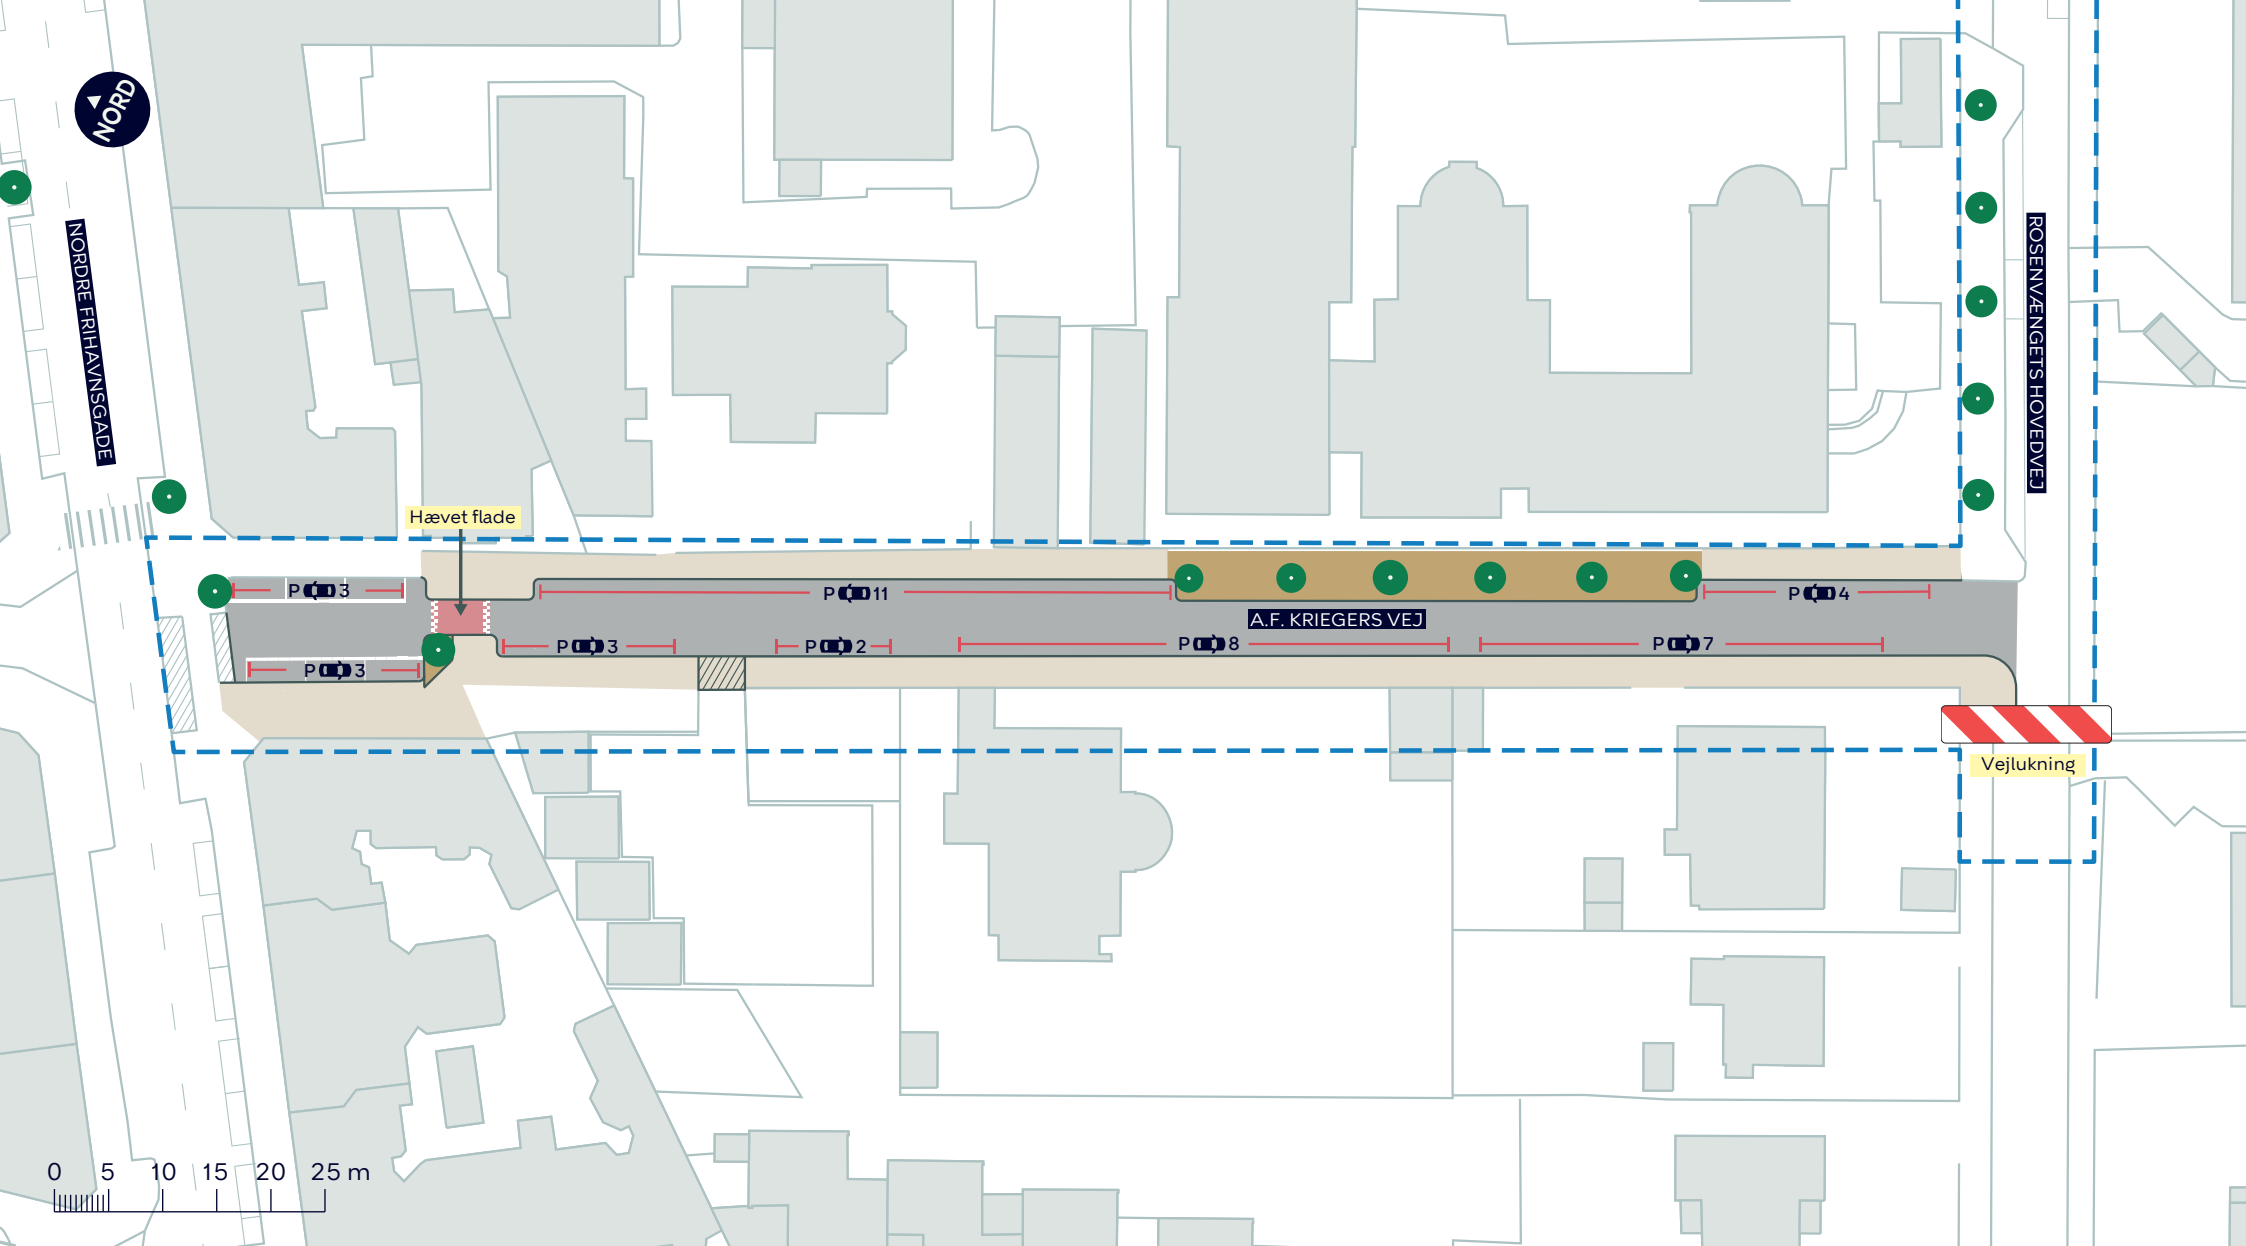 NORD
NORDRE FRIHAVNSGADE
ROSENVÆNGETS HOVEDVEJ
Hævet flade
P 3
P 11
P 4
A.F. KRIEGERS VEJ
P 3
P 3
P 2
P 8
P 7
Vejlukning
0 5 10 15 20 25 m